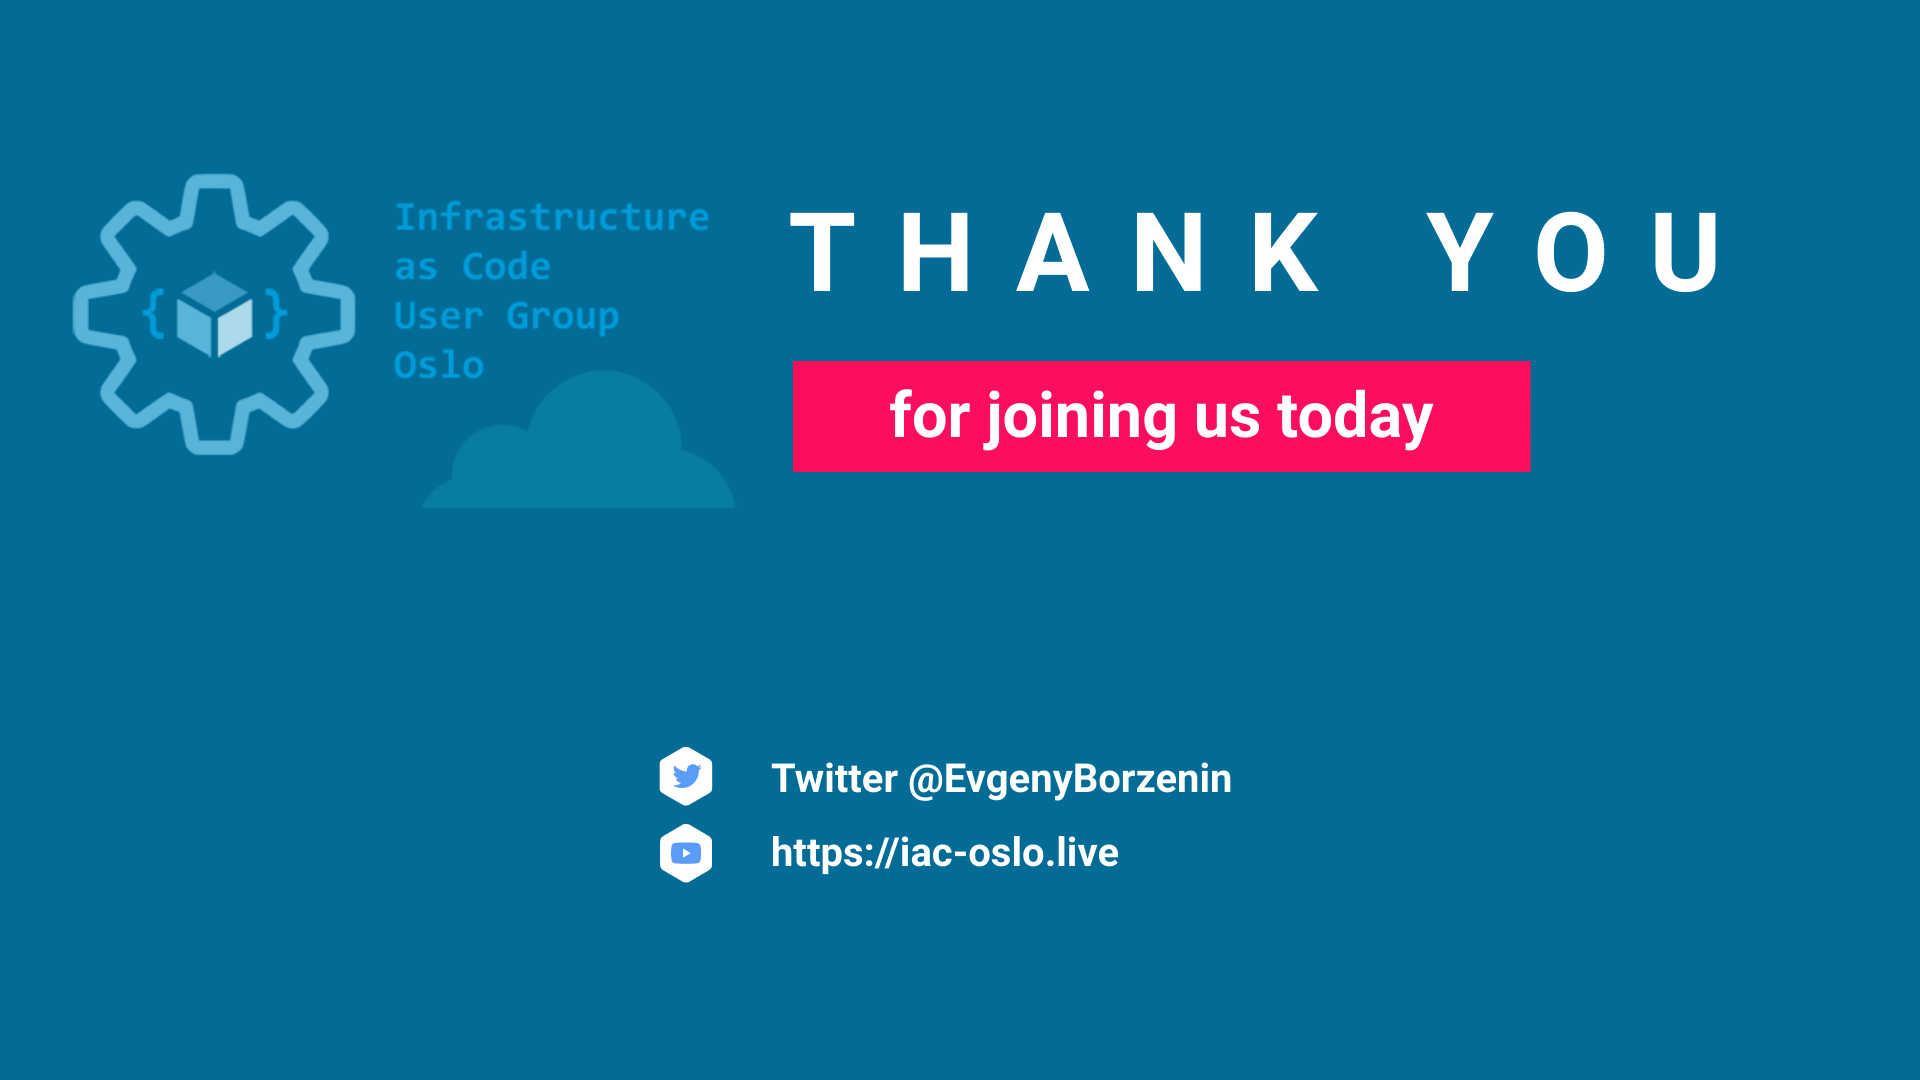 Infrastructure
as Code
User Group
Oslo
THANK YOU
for joining us today
Twitter @EvgenyBorzenin
https://iac-oslo.live